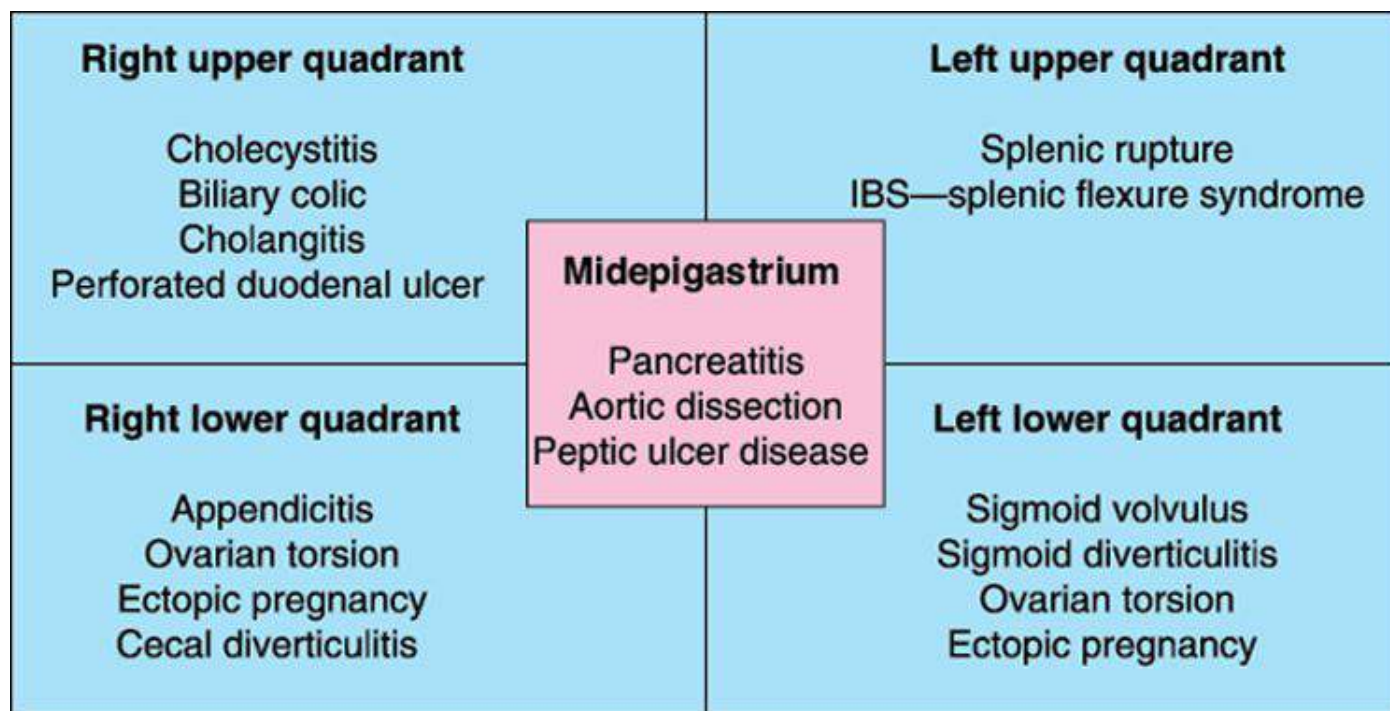 Right upper quadrant
Cholecystitis
Biliary colic
Cholangitis
Perforated duodenal ulcer
Left upper quadrant
Splenic rupture
IBS—splenic flexure syndrome
Midepigastrium
Pancreatitis
Aortic dissection
Peptic ulcer disease
Right lower quadrant
Appendicitis
Ovarian torsion
Ectopic pregnancy
Cecal diverticulitis
Left lower quadrant
Sigmoid volvulus
Sigmoid diverticulitis
Ovarian torsion
Ectopic pregnancy